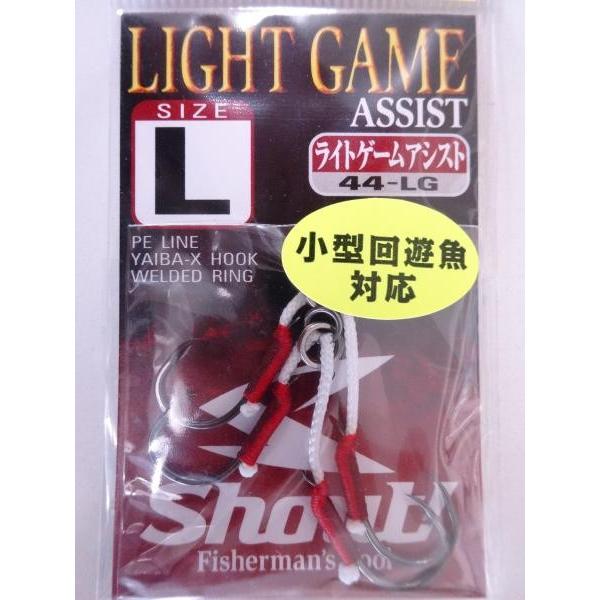 LIGHT GAME
ASSIST
SIZE
L
ライトゲームアシスト
44-LG
PE LINE
YAIBA-X HOOK
WELDED RING
小型回遊魚
対応
Shout!
Fisherman's